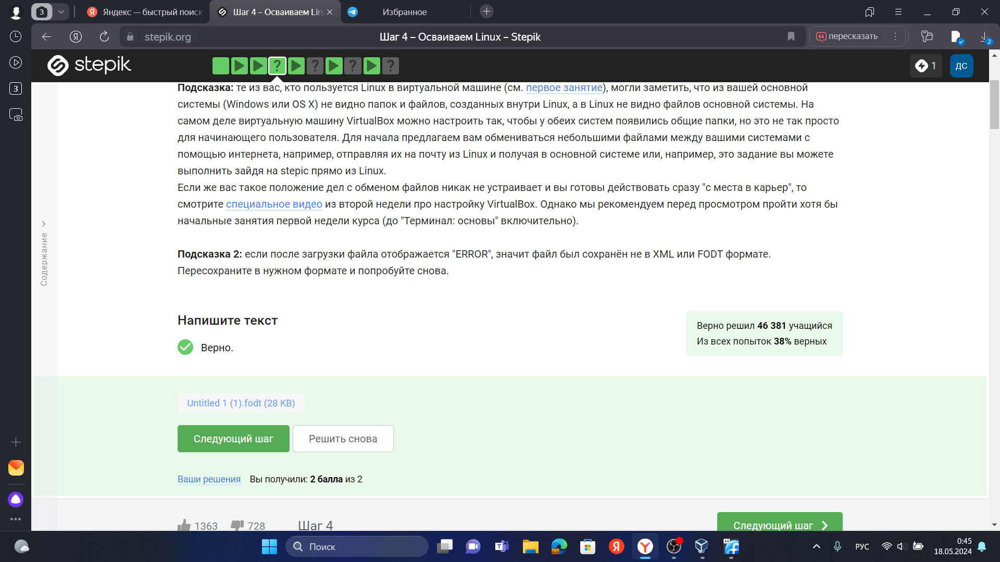 3
Яндекс — быстрый поиск
Шаг 4 – Осваиваем Lin
Избранное
stepik.org
Шаг 4 – Осваиваем Linux – Stepik
пересказать
2
stepik
?
?
?
?
1
ДС
3
Подсказка: те из вас, кто пользуется Linux в виртуальной машине (см. первое занятие), могли заметить, что из вашей основной
системы (Windows или OS X) не видно папок и файлов, созданных внутри Linux, а в Linux не видно файлов основной системы. На
самом деле виртуальную машину VirtualBox можно настроить так, чтобы у обеих систем появились общие папки, но это не так просто
для начинающего пользователя. Для начала предлагаем вам обмениваться небольшими файлами между вашими системами с
помощью интернета, например, отправляя их на почту из Linux и получая в основной системе или, например, это задание вы можете
выполнить зайдя на stepic прямо из Linux.
Если же вас такое положение дел с обменом файлов никак не устраивает и вы готовы действовать сразу "с места в карьер", то
смотрите специальное видео из второй недели про настройку VirtualBox. Однако мы рекомендуем перед просмотром пройти хотя бы
начальные занятия первой недели курса (до "Терминал: основы" включительно).
Содержание
Подсказка 2: если после загрузки файла отображается "ERROR", значит файл был сохранён не в XML или FODT формате.
Пересохраните в нужном формате и попробуйте снова.
Напишите текст
Верно.
Верно решил 46 381 учащийся
Из всех попыток 38% верных
Untitled 1 (1).fodt (28 KB)
Следующий шаг
Решить снова
Ваши решения Вы получили: 2 балла из 2
1363
728
Шаг 4
Следующий шаг
Поиск
64
РУС
0:45
18.05.2024